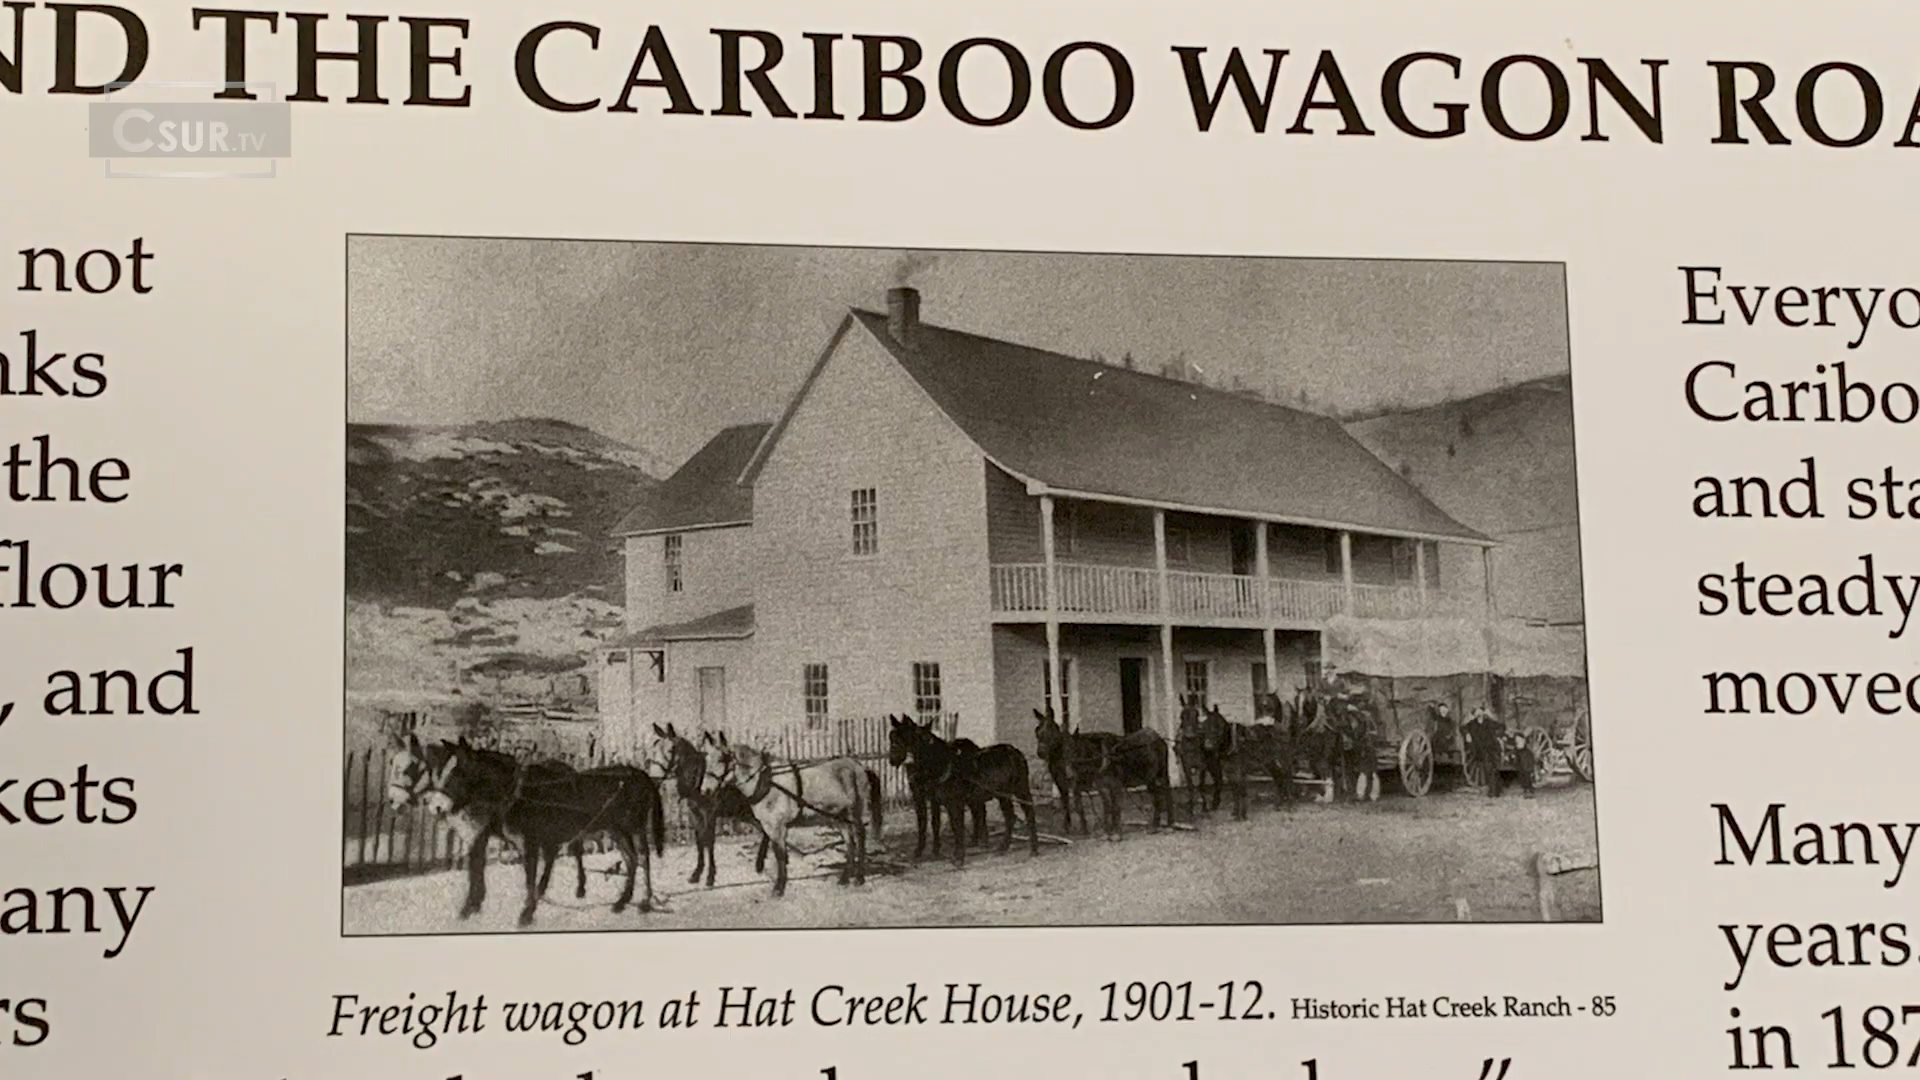 ND THE CARIBOO WAGON ROA
CSUR.TV
not
nks
the
flour
, and
kets
any
rs
Freight wagon at Hat Creek House, 1901-12. Historic Hat Creek Ranch - 85
Everyo
Caribo
and sta
steady
moved
Many
years.
in 187